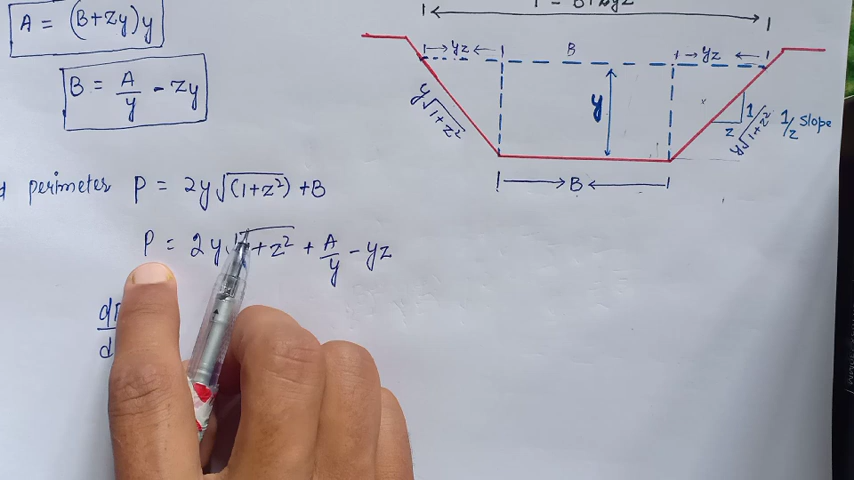 A = (B+zy)y
B = A/y - zy
T = B+2yz
yz
B
yz
y√1+z²
y
1
z
y√1+z²
1/z slope
B
perimeter P = 2y√(1+z²) + B
P = 2y√1+z² + A/y - yz